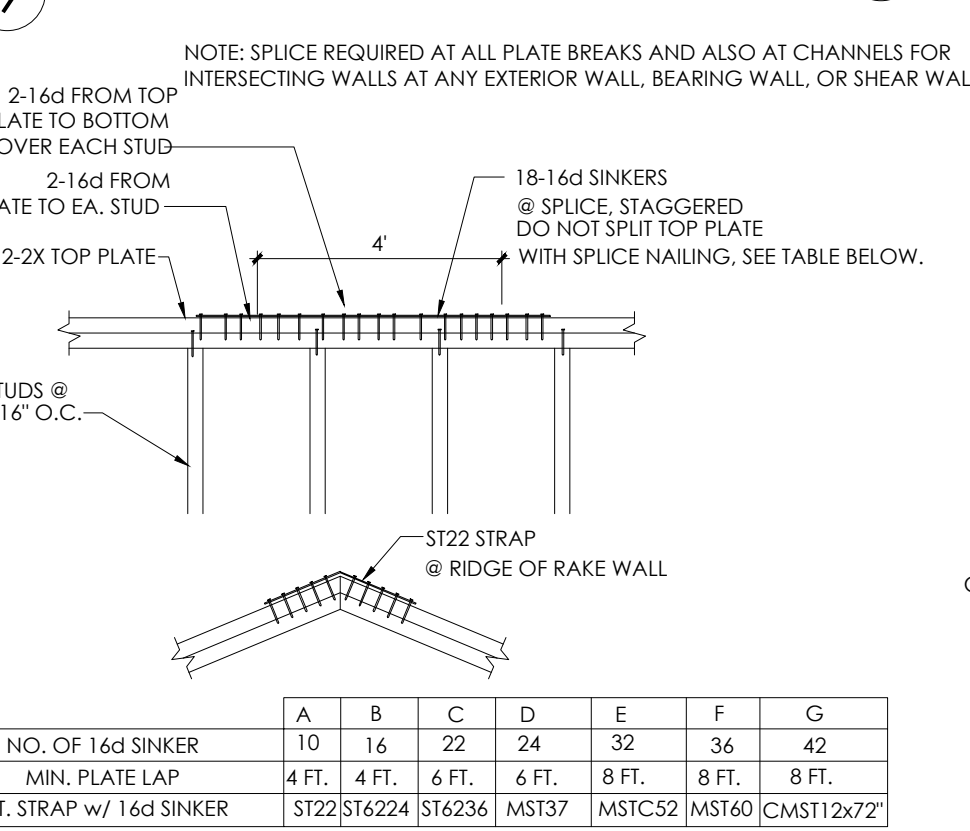 NOTE: SPLICE REQUIRED AT ALL PLATE BREAKS AND ALSO AT CHANNELS FOR
INTERSECTING WALLS AT ANY EXTERIOR WALL, BEARING WALL, OR SHEAR WAL
2-16d FROM TOP
LATE TO BOTTOM
OVER EACH STUD
2-16d FROM
ATE TO EA. STUD
2-2X TOP PLATE
4'
18-16d SINKERS
@ SPLICE, STAGGERED
DO NOT SPLIT TOP PLATE
WITH SPLICE NAILING, SEE TABLE BELOW.
TUDS @
16" O.C.
ST22 STRAP
@ RIDGE OF RAKE WALL
A B C D E F G
NO. OF 16d SINKER 10 16 22 24 32 36 42
MIN. PLATE LAP 4 FT. 4 FT. 6 FT. 6 FT. 8 FT. 8 FT. 8 FT.
T. STRAP w/ 16d SINKER ST22 ST6224 ST6236 MST37 MSTC52 MST60 CMST12x72"